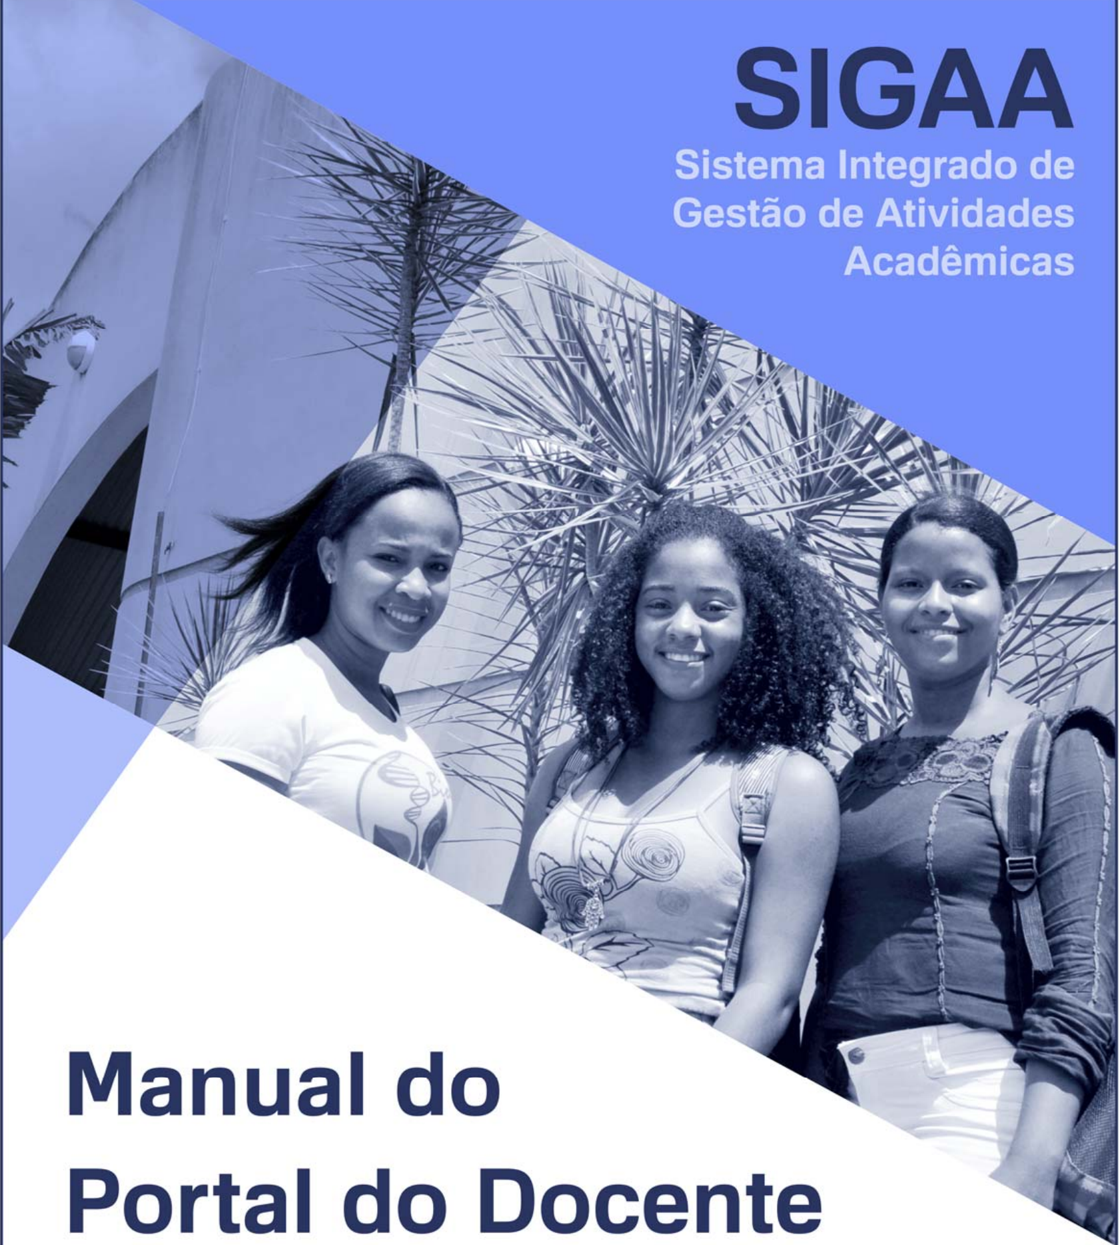 SIGAA
Sistema Integrado de
Gestão de Atividades
Acadêmicas
Manual do
Portal do Docente